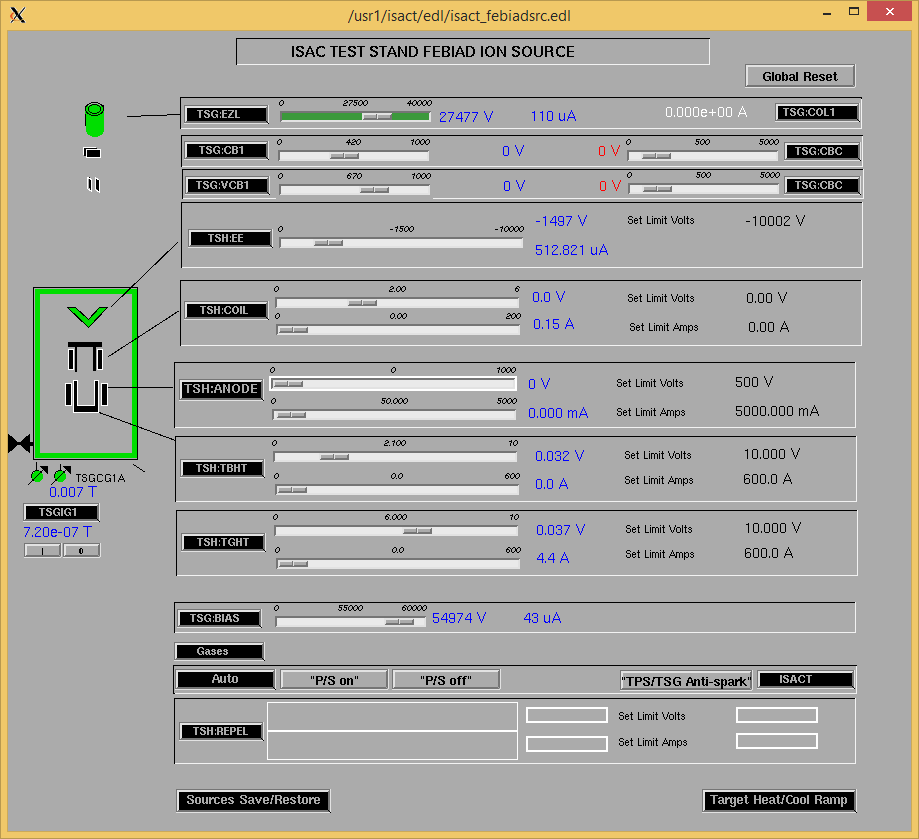 /usr1/isact/edl/isact_febiadsrc.edl
ISAC TEST STAND FEBIAD ION SOURCE
Global Reset
TSG:EZL 0 27500 40000 27477 V 110 uA 0.000e+00 A TSG:COL1
TSG:CB1 0 420 1000 0 V 0 V 0 500 5000 TSG:CBC
TSG:VCB1 0 670 1000 0 V 0 V 0 500 5000 TSG:CBC
-1497 V Set Limit Volts -10002 V
TSH:EE 0 -1500 -10000
512.821 uA
0 2.00 6 0.0 V Set Limit Volts 0.00 V
TSH:COIL
0 0.00 200 0.15 A Set Limit Amps 0.00 A
0 0 1000 0 V Set Limit Volts 500 V
TSH:ANODE
0 50.000 5000 0.000 mA Set Limit Amps 5000.000 mA
0 2.100 10 0.032 V Set Limit Volts 10.000 V
TSH:TBHT
0 0.0 600 0.0 A Set Limit Amps 600.0 A
TSGCG1A
0.007 T
TSGIG1
7.20e-07 T
I 0
0 6.000 10 0.037 V Set Limit Volts 10.000 V
TSH:TGHT
0 0.0 600 4.4 A Set Limit Amps 600.0 A
TSG:BIAS 0 55000 60000 54974 V 43 uA
Gases
Auto "P/S on" "P/S off" "TPS/TSG Anti-spark" ISACT
Set Limit Volts
TSH:REPEL
Set Limit Amps
Sources Save/Restore Target Heat/Cool Ramp